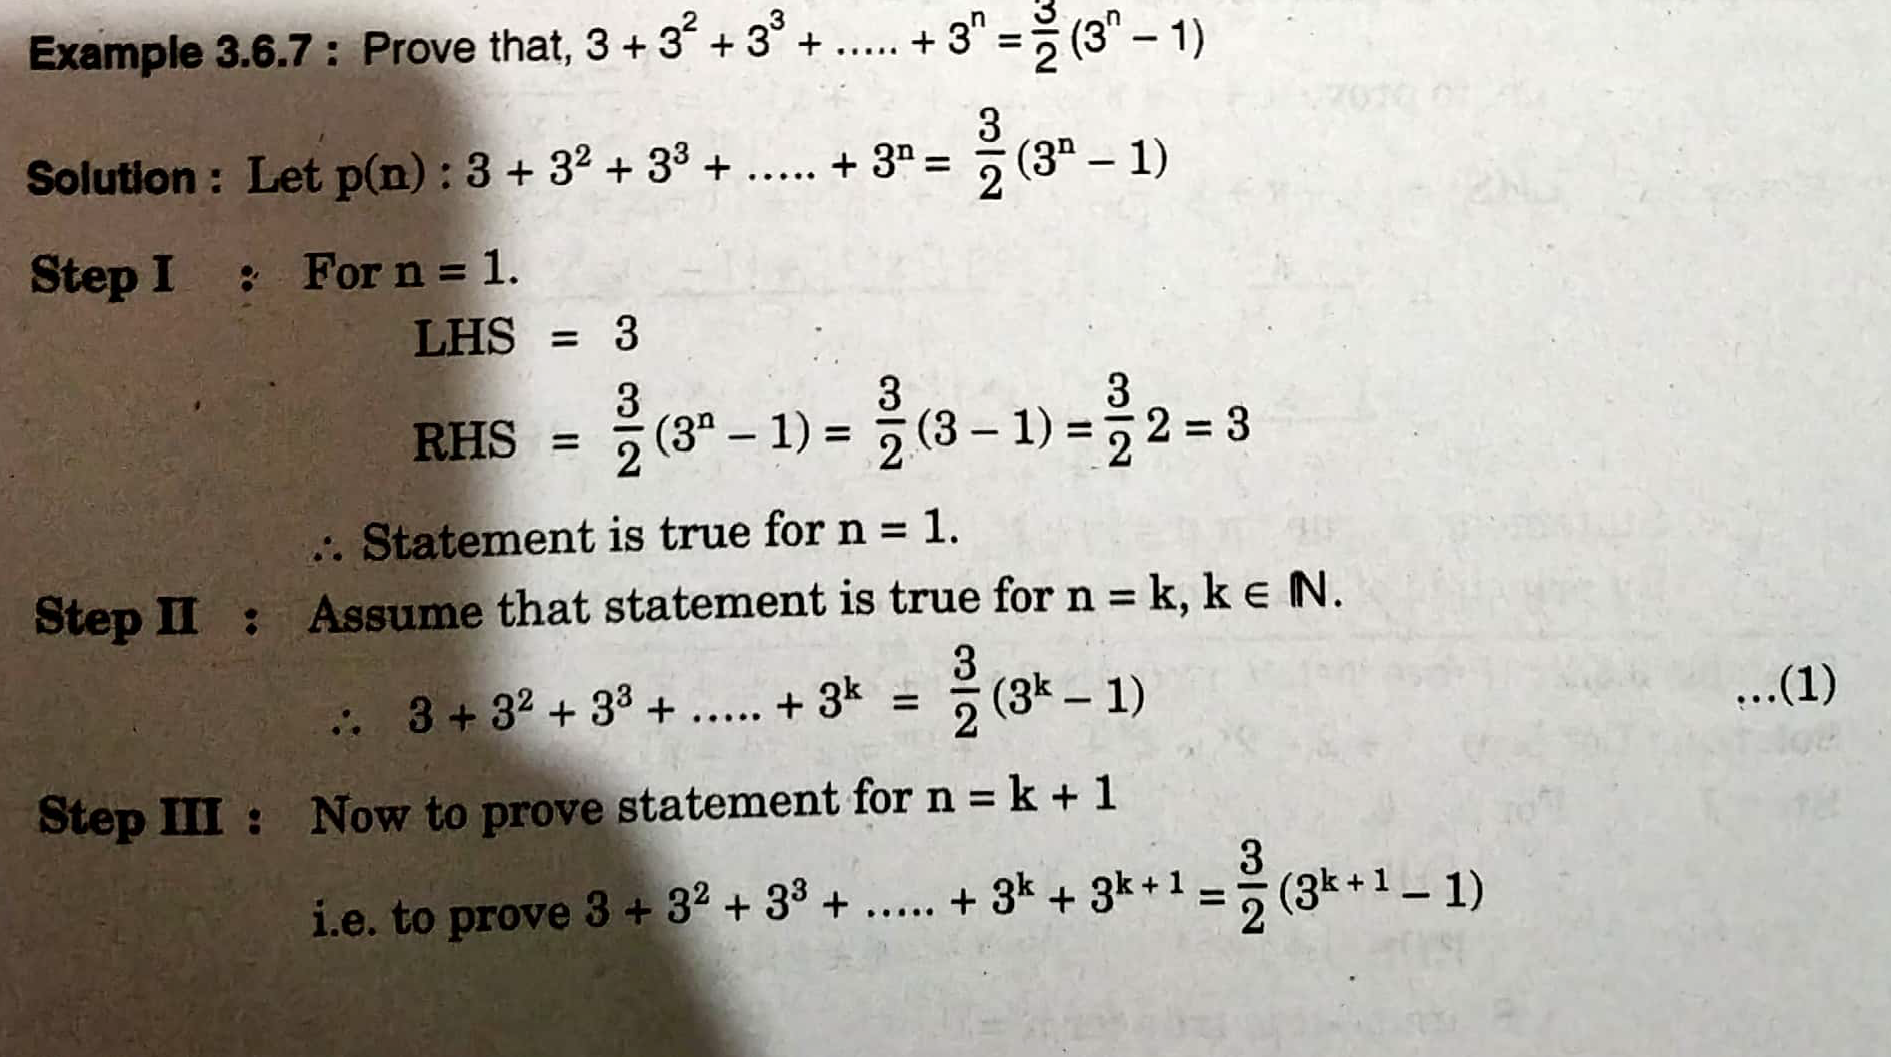 Example 3.6.7 : Prove that, 3 + 3² + 3³ + ..... + 3ⁿ = 3/2 (3ⁿ – 1)
Solution : Let p(n) : 3 + 3² + 3³ + ..... + 3ⁿ = 3/2 (3ⁿ – 1)
Step I : For n = 1.
LHS = 3
RHS = 3/2 (3ⁿ – 1) = 3/2 (3 – 1) = 3/2 2 = 3
∴ Statement is true for n = 1.
Step II : Assume that statement is true for n = k, k ∈ ℕ.
∴ 3 + 3² + 3³ + ..... + 3ᵏ = 3/2 (3ᵏ – 1) ...(1)
Step III : Now to prove statement for n = k + 1
i.e. to prove 3 + 3² + 3³ + ..... + 3ᵏ + 3ᵏ⁺¹ = 3/2 (3ᵏ⁺¹ – 1)